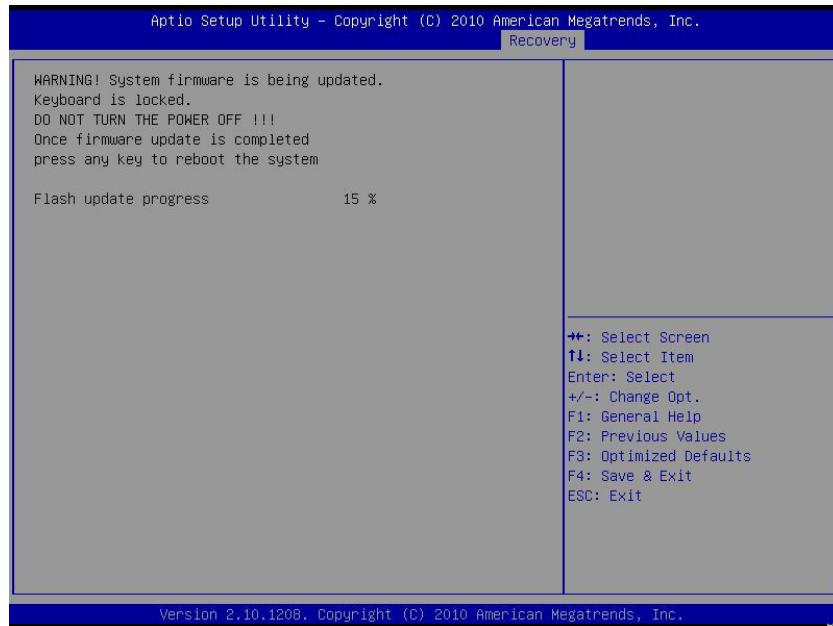 Aptio Setup Utility – Copyright (C) 2010 American Megatrends, Inc.
Recovery
WARNING! System firmware is being updated.
Keyboard is locked.
DO NOT TURN THE POWER OFF !!!
Once firmware update is completed
press any key to reboot the system
Flash update progress 15 %
→←: Select Screen
↑↓: Select Item
Enter: Select
+/-: Change Opt.
F1: General Help
F2: Previous Values
F3: Optimized Defaults
F4: Save & Exit
ESC: Exit
Version 2.10.1208. Copyright (C) 2010 American Megatrends, Inc.